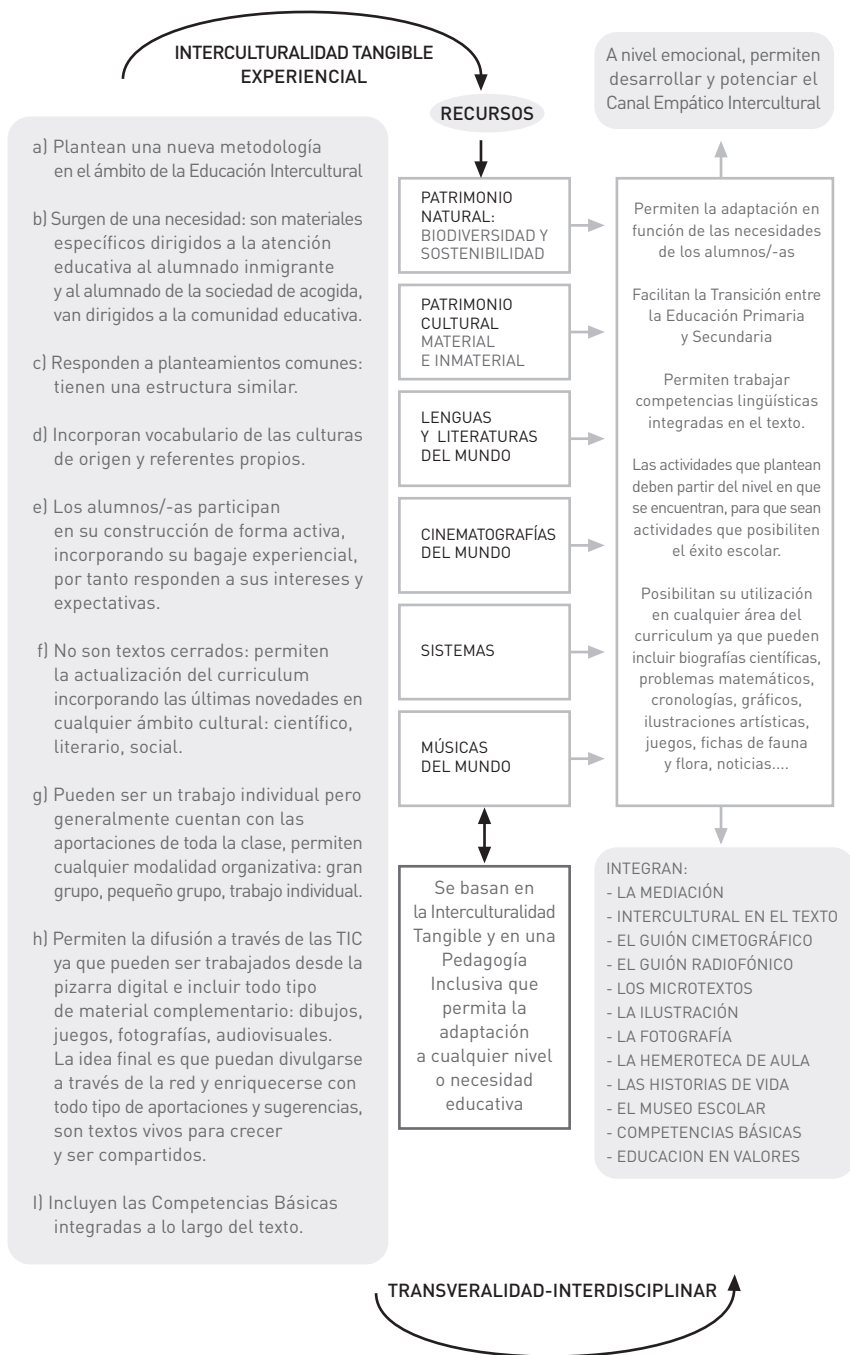 INTERCULTURALIDAD TANGIBLE
EXPERIENCIAL
RECURSOS
A nivel emocional, permiten
desarrollar y potenciar el
Canal Empático Intercultural
a) Plantean una nueva metodología
en el ámbito de la Educación Intercultural
b) Surgen de una necesidad: son materiales
específicos dirigidos a la atención
educativa al alumnado inmigrante
y al alumnado de la sociedad de acogida,
van dirigidos a la comunidad educativa.
c) Responden a planteamientos comunes:
tienen una estructura similar.
d) Incorporan vocabulario de las culturas
de origen y referentes propios.
e) Los alumnos/-as participan
en su construcción de forma activa,
incorporando su bagaje experiencial,
por tanto responden a sus intereses y
expectativas.
f) No son textos cerrados: permiten
la actualización del curriculum
incorporando las últimas novedades en
cualquier ámbito cultural: científico,
literario, social.
g) Pueden ser un trabajo individual pero
generalmente cuentan con las
aportaciones de toda la clase, permiten
cualquier modalidad organizativa: gran
grupo, pequeño grupo, trabajo individual.
h) Permiten la difusión a través de las TIC
ya que pueden ser trabajados desde la
pizarra digital e incluir todo tipo
de material complementario: dibujos,
juegos, fotografías, audiovisuales.
La idea final es que puedan divulgarse
a través de la red y enriquecerse con
todo tipo de aportaciones y sugerencias,
son textos vivos para crecer
y ser compartidos.
I) Incluyen las Competencias Básicas
integradas a lo largo del texto.
PATRIMONIO
NATURAL:
BIODIVERSIDAD Y
SOSTENIBILIDAD
PATRIMONIO
CULTURAL
MATERIAL
E INMATERIAL
LENGUAS
Y LITERATURAS
DEL MUNDO
CINEMATOGRAFÍAS
DEL MUNDO
SISTEMAS
MÚSICAS
DEL MUNDO
Se basan en
la Interculturalidad
Tangible y en una
Pedagogía
Inclusiva que
permita la
adaptación
a cualquier nivel
o necesidad
educativa
Permiten la adaptación en
función de las necesidades
de los alumnos/-as
Facilitan la Transición entre
la Educación Primaria
y Secundaria
Permiten trabajar
competencias lingüísticas
integradas en el texto.
Las actividades que plantean
deben partir del nivel en que
se encuentran, para que sean
actividades que posibiliten
el éxito escolar.
Posibilitan su utilización
en cualquier área del
curriculum ya que pueden
incluir biografías científicas,
problemas matemáticos,
cronologías, gráficos,
ilustraciones artísticas,
juegos, fichas de fauna
y flora, noticias....
INTEGRAN:
- LA MEDIACIÓN
- INTERCULTURAL EN EL TEXTO
- EL GUIÓN CIMETOGRÁFICO
- EL GUIÓN RADIOFÓNICO
- LOS MICROTEXTOS
- LA ILUSTRACIÓN
- LA FOTOGRAFÍA
- LA HEMEROTECA DE AULA
- LAS HISTORIAS DE VIDA
- EL MUSEO ESCOLAR
- COMPETENCIAS BÁSICAS
- EDUCACION EN VALORES
TRANSVERALIDAD-INTERDISCIPLINAR